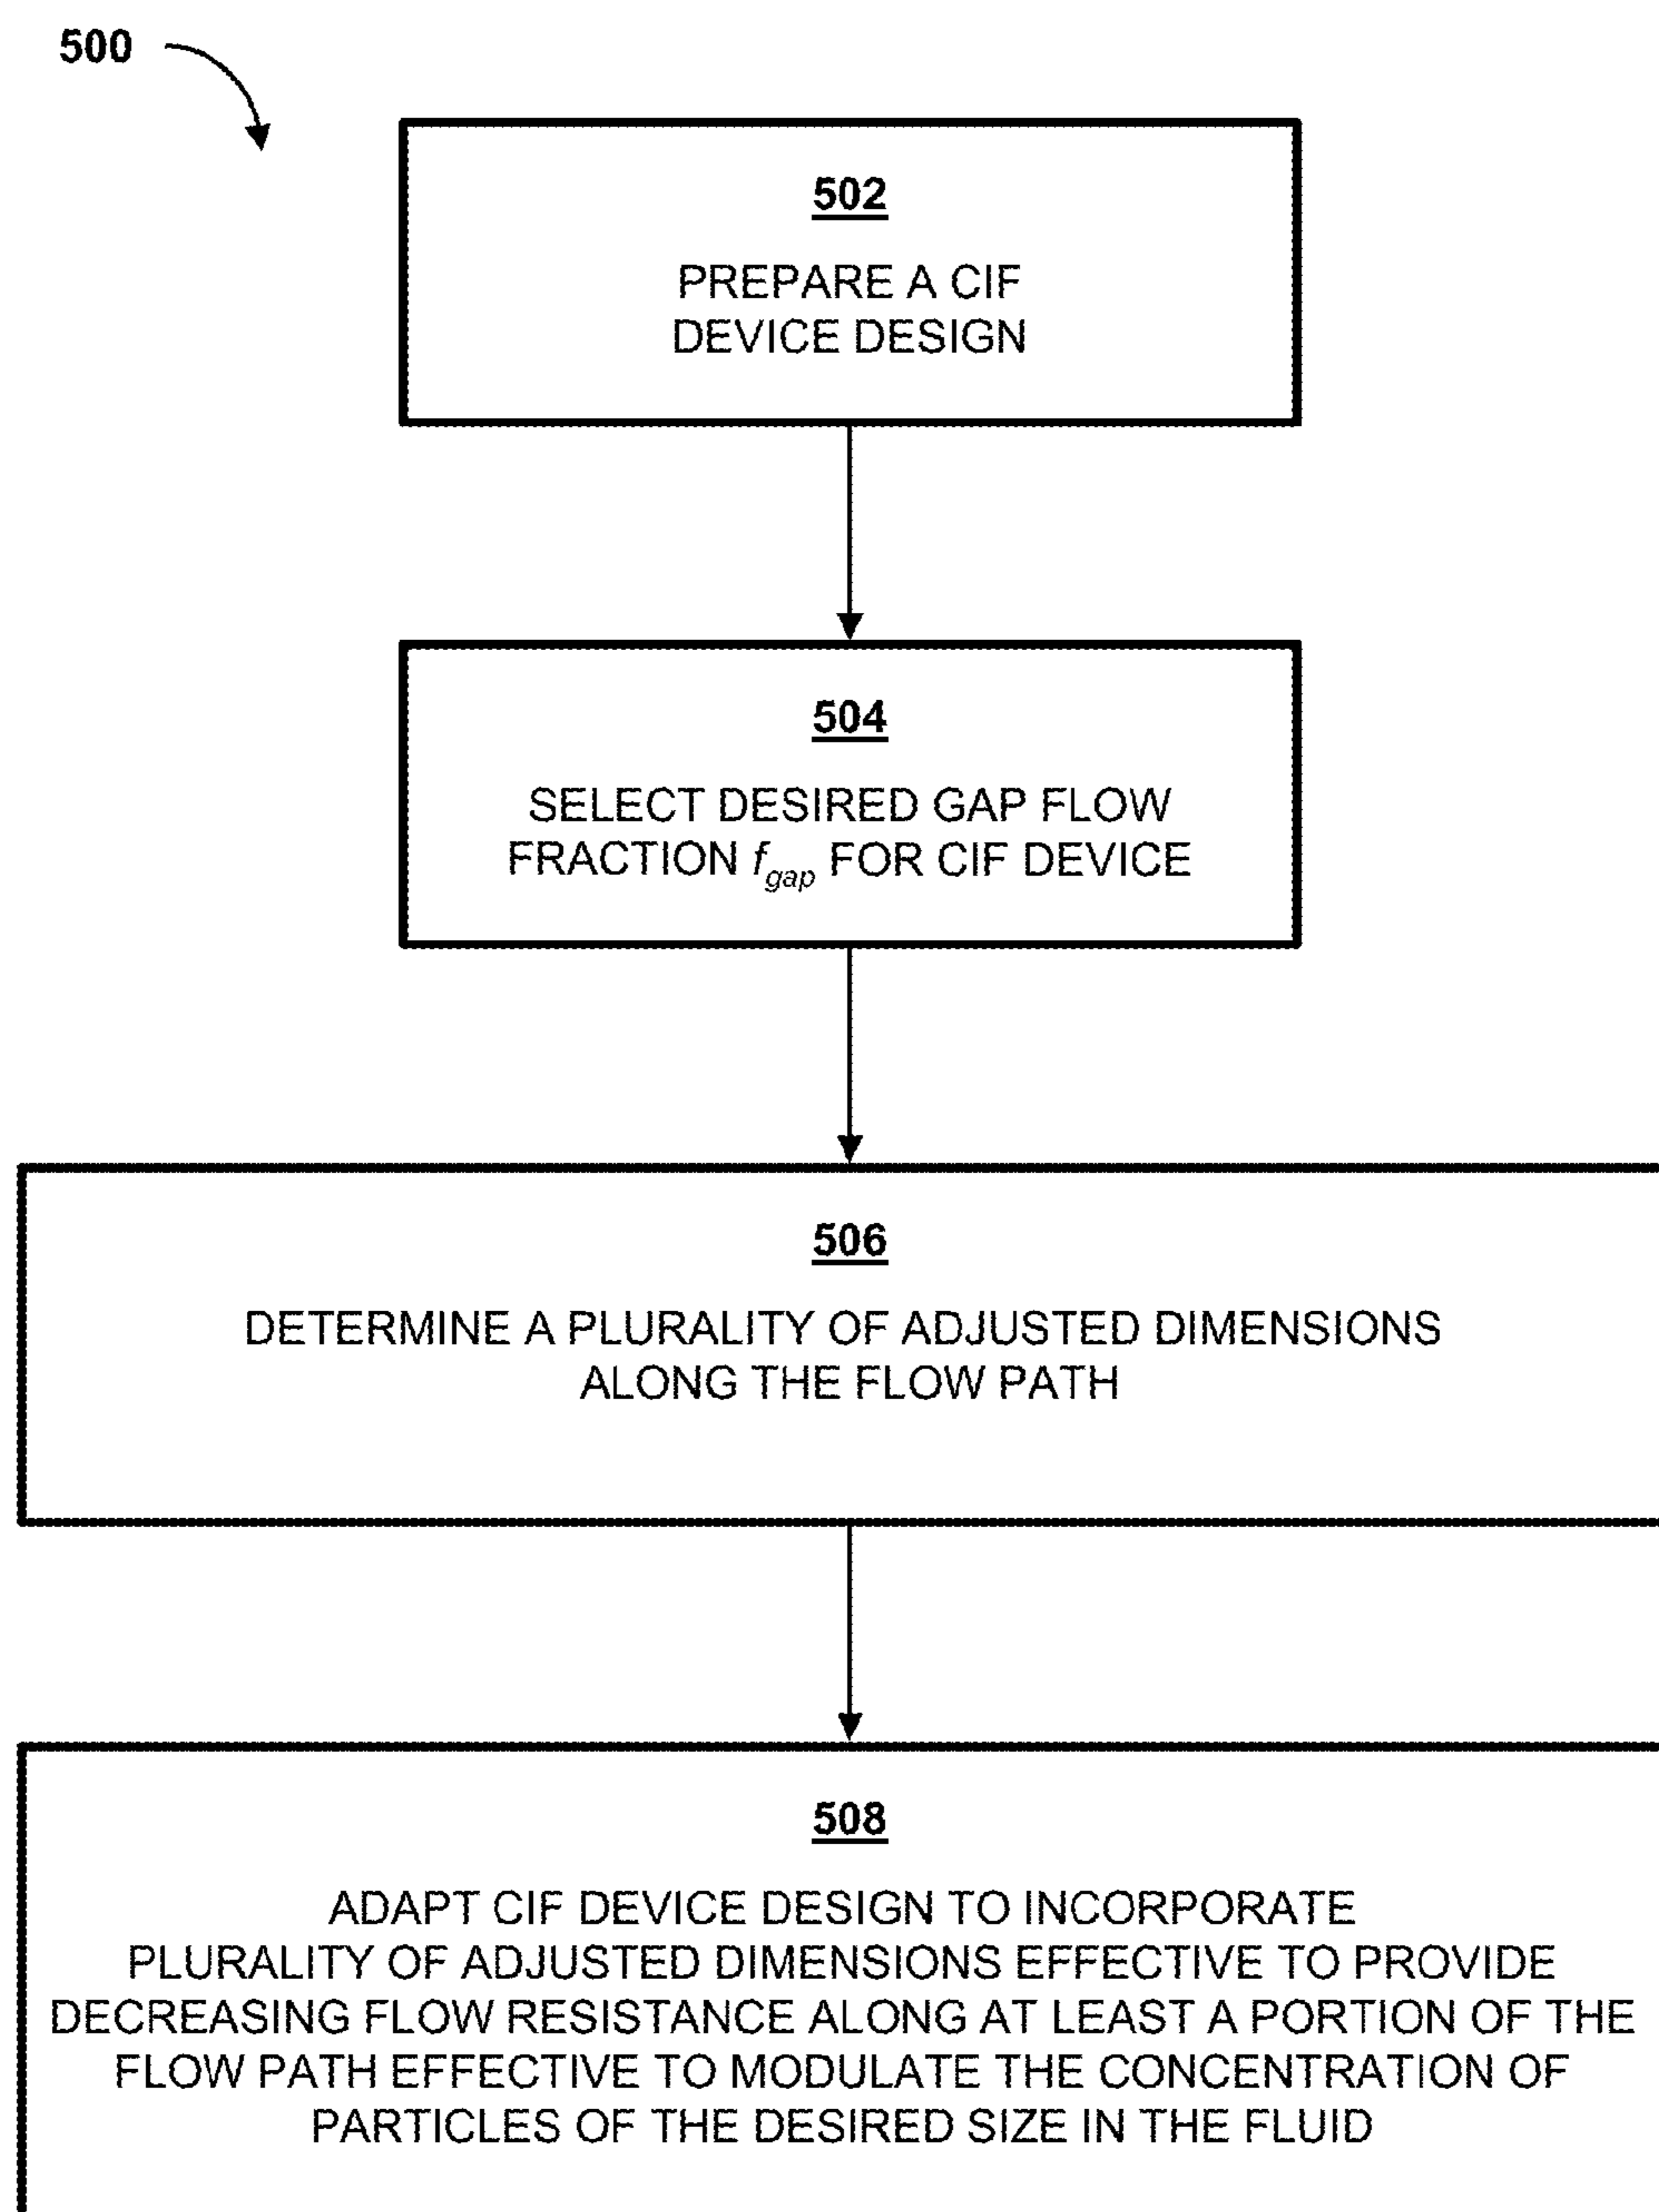 500
502
PREPARE A CIF
DEVICE DESIGN
504
SELECT DESIRED GAP FLOW
FRACTION f_gap FOR CIF DEVICE
506
DETERMINE A PLURALITY OF ADJUSTED DIMENSIONS
ALONG THE FLOW PATH
508
ADAPT CIF DEVICE DESIGN TO INCORPORATE
PLURALITY OF ADJUSTED DIMENSIONS EFFECTIVE TO PROVIDE
DECREASING FLOW RESISTANCE ALONG AT LEAST A PORTION OF THE
FLOW PATH EFFECTIVE TO MODULATE THE CONCENTRATION OF
PARTICLES OF THE DESIRED SIZE IN THE FLUID